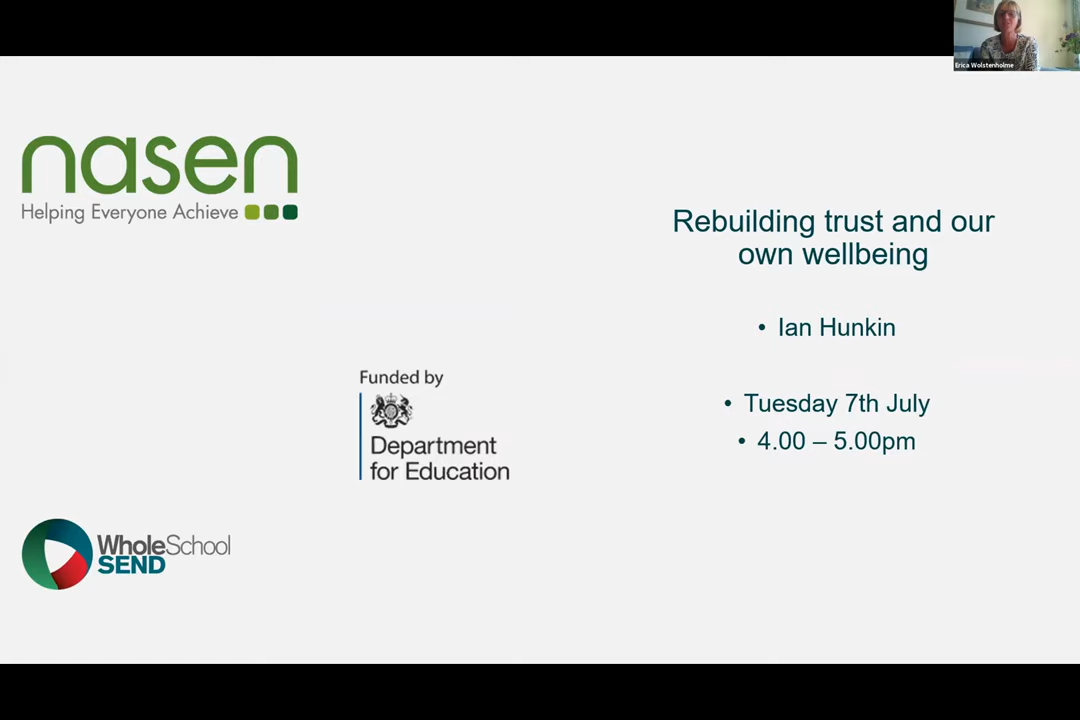 Erica Wolstenholme
nasen
Helping Everyone Achieve
Rebuilding trust and our
own wellbeing
• Ian Hunkin
• Tuesday 7th July
• 4.00 – 5.00pm
Funded by
Department
for Education
WholeSchool
SEND